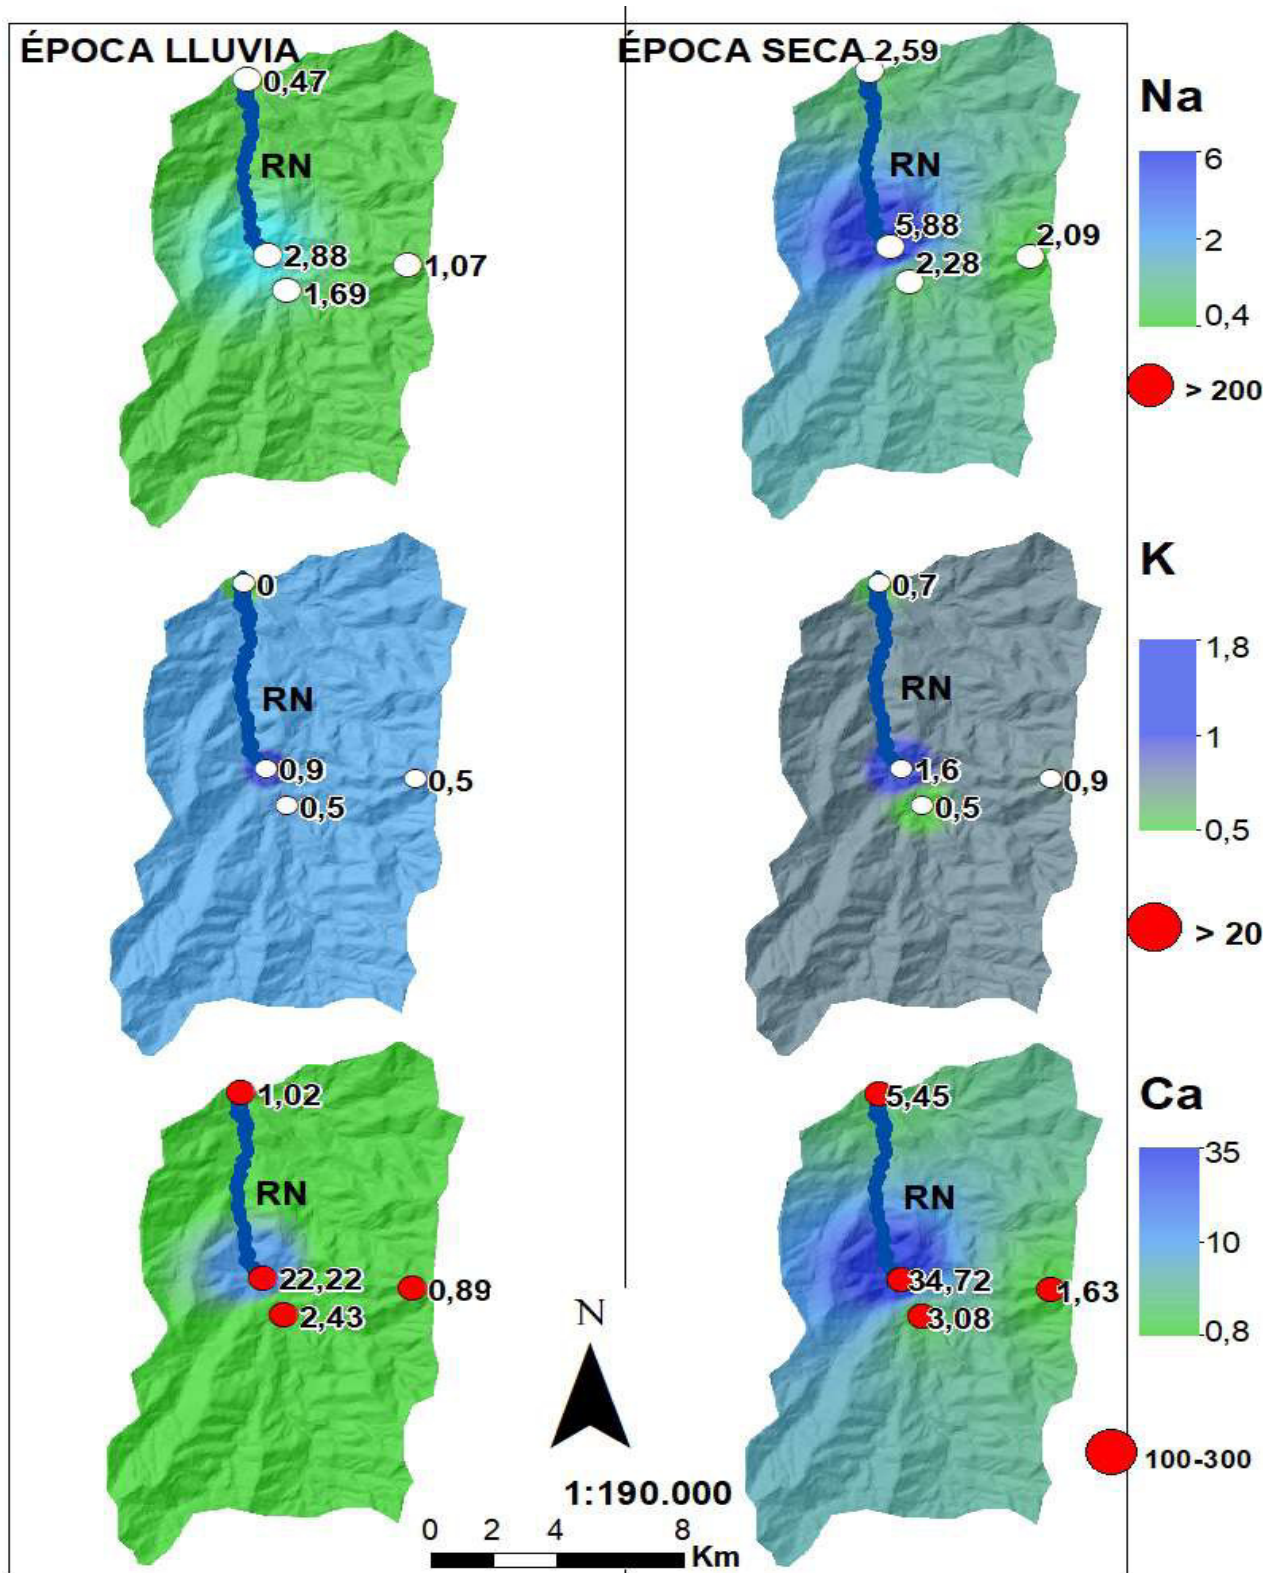 ÉPOCA LLUVIA
0,47
RN
2,88
1,69
1,07
ÉPOCA SECA
2,59
RN
5,88
2,28
2,09
Na
6
2
0,4
> 200
0
RN
0,9
0,5
0,5
0,7
RN
1,6
0,5
0,9
K
1,8
1
0,5
> 20
1,02
RN
22,22
2,43
0,89
5,45
RN
34,72
3,08
1,63
Ca
35
10
0,8
100-300
N
1:190.000
0 2 4 8
Km